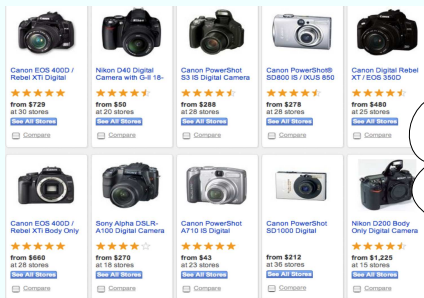 Canon EOS 400D /
Rebel XTi Digital
from $729
at 30 stores
See All Stores
Compare
Nikon D40 Digital
Camera with G-II 18-
from $50
at 20 stores
See All Stores
Compare
Canon PowerShot
S3 IS Digital Camera
from $288
at 28 stores
See All Stores
Compare
Canon PowerShot®
SD800 IS / IXUS 850
from $278
at 28 stores
See All Stores
Compare
Canon Digital Rebel
XT / EOS 350D
from $480
at 25 stores
See All Stores
Compare
Canon EOS 400D /
Rebel XTi Body Only
from $660
at 28 stores
See All Stores
Compare
Sony Alpha DSLR-
A100 Digital Camera
from $270
at 16 stores
See All Stores
Compare
Canon PowerShot
A710 IS Digital
from $43
at 23 stores
See All Stores
Compare
Canon PowerShot
SD1000 Digital
from $212
at 36 stores
See All Stores
Compare
Nikon D200 Body
Only Digital Camera
from $1,225
at 15 stores
See All Stores
Compare